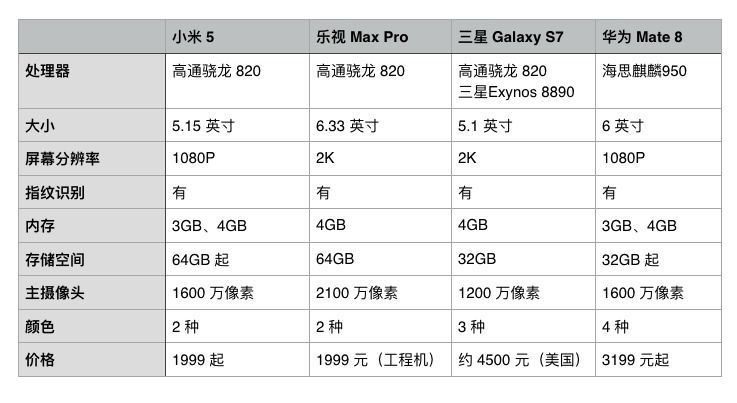 小米 5 乐视 Max Pro 三星 Galaxy S7 华为 Mate 8
处理器 高通骁龙 820 高通骁龙 820 高通骁龙 820 海思麒麟950
三星Exynos 8890
大小 5.15 英寸 6.33 英寸 5.1 英寸 6 英寸
屏幕分辨率 1080P 2K 2K 1080P
指纹识别 有 有 有 有
内存 3GB、4GB 4GB 4GB 3GB、4GB
存储空间 64GB 起 64GB 32GB 32GB 起
主摄像头 1600 万像素 2100 万像素 1200 万像素 1600 万像素
颜色 2 种 2 种 3 种 4 种
价格 1999 起 1999 元（工程机） 约 4500 元（美国） 3199 元起